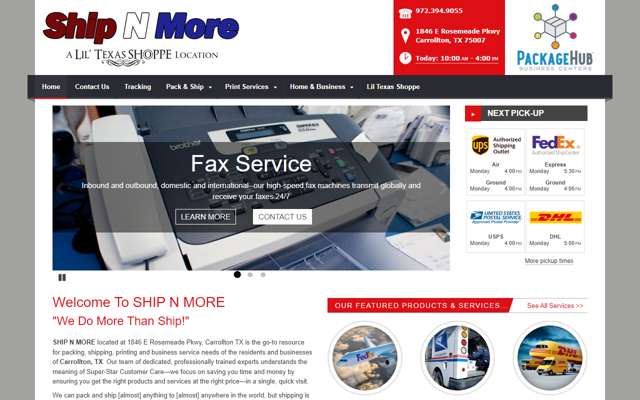 Ship N More
A LIL' TEXAS SHOPPE LOCATION
972.394.9055
1846 E Rosemeade Pkwy
Carrollton, TX 75007
Today: 10:00 AM - 4:00 PM
PACKAGEHUB
BUSINESS CENTERS
Home Contact Us Tracking Pack & Ship Print Services Home & Business Lil Texas Shoppe
brother
Fax Service
Inbound and outbound, domestic and international--our high-speed fax machines transmit globally and
receive your faxes 24/7
LEARN MORE CONTACT US
NEXT PICK-UP
ups Authorized Shipping Outlet
FedEx
Authorized ShipCenter
Air
Monday 4:00 PM
Ground
Monday 4:00 PM
Express
Monday 2:30 PM
Ground
Monday 4:06 PM
UNITED STATES POSTAL SERVICE
Approved Postal Provider
USPS
Monday 4:00 PM
DHL
DHL
Monday 5:00 PM
More pickup times
Welcome To SHIP N MORE
"We Do More Than Ship!"
SHIP N MORE located at 1846 E Rosemeade Pkwy, Carrollton TX is the go-to resource
for packing, shipping, printing and business service needs of the residents and businesses
of Carrollton, TX. Our team of dedicated, professionally trained experts understands the
meaning of Super-Star Customer Care—we focus on saving you time and money by
ensuring you get the right products and services at the right price—in a single, quick visit.
We can pack and ship [almost] anything to [almost] anywhere in the world, but shipping is
OUR FEATURED PRODUCTS & SERVICES... See All Services >>
FedEx
DHL